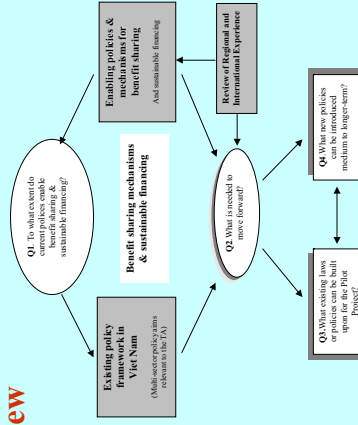 ew
Q1. To what extent do
current polices enable
benefit sharing &
sustainable financing?
Existing policy
framework in
Viet Nam
(Multi-sector policy aims
relevant to the TA)
Benefit sharing mechanisms
& sustainable financing
Enabling policies &
mechanisms for
benefit sharing
And sustainable financing
Q2. What is needed to
move forward?
Review of Regional and
International Experience
Q3. What existing laws
or policies can be built
upon for the Pilot
Project?
Q4. What new policies
can be introduced
medium to longer-term?